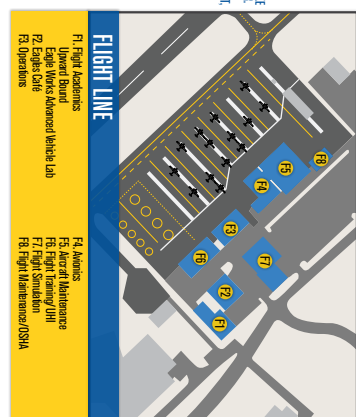 FLIGHT LINE
F1. Flight Academics
Upward Bound
Eagle Works Advanced Vehicle Lab
F2. Eagles Café
F3. Operations
F4. Avionics
F5. Aircraft Maintenance
F6. Flight Training/UHI
F7. Flight Simulation
F8. Flight Maintenance/OSHA
F8
F5
F4
F3
F6
F7
F2
F1